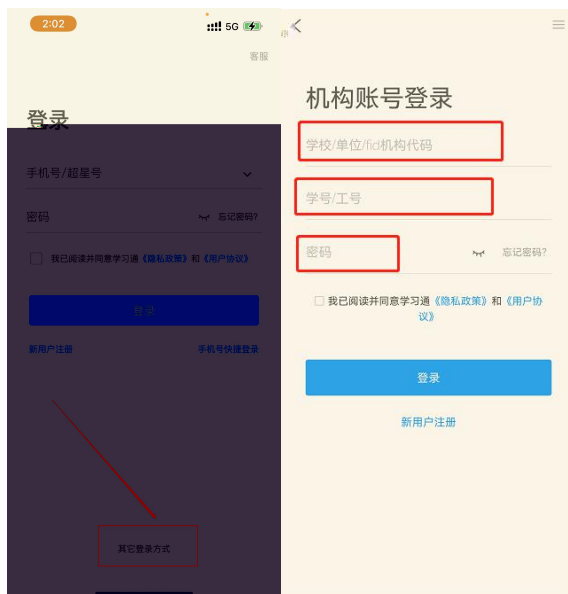 2:02
5G
客服
登录
手机号/超星号
密码
忘记密码?
我已阅读并同意学习通《隐私政策》和《用户协议》
登录
新用户注册
手机号快捷登录
其它登录方式
机构账号登录
学校/单位/fid机构代码
学号/工号
密码
忘记密码?
我已阅读并同意学习通《隐私政策》和《用户协
议》
登录
新用户注册